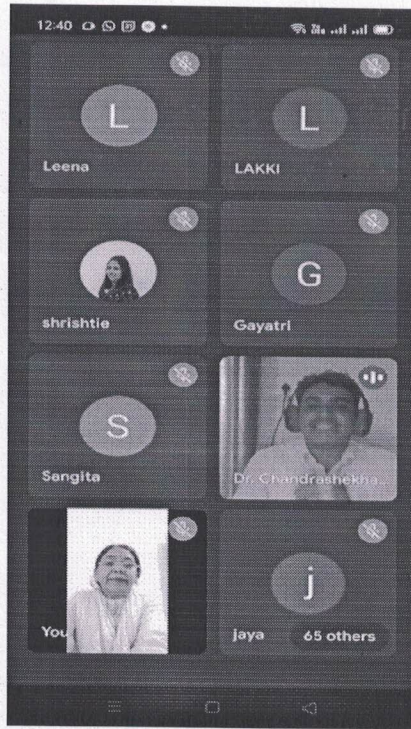 12:40
L
L
Leena
LAKKI
G
shrishtie
Gayatri
S
Sangita
Dr. Chandrashekha...
j
You
jaya
65 others